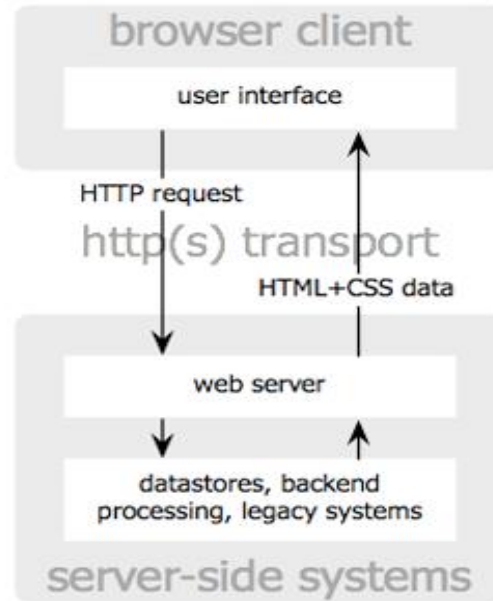 browser client
user interface
HTTP request
http(s) transport
HTML+CSS data
web server
datastores, backend
processing, legacy systems
server-side systems